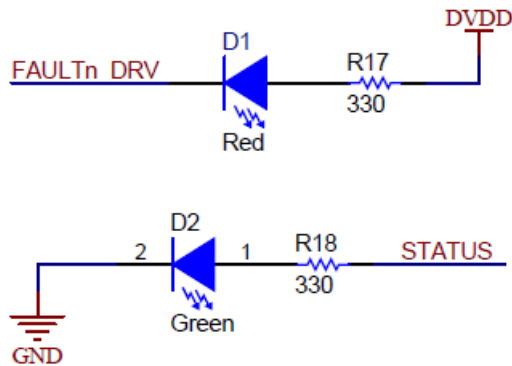 DVDD
D1
R17
FAULTn DRV
330
Red
D2
2
1
R18
STATUS
330
Green
GND